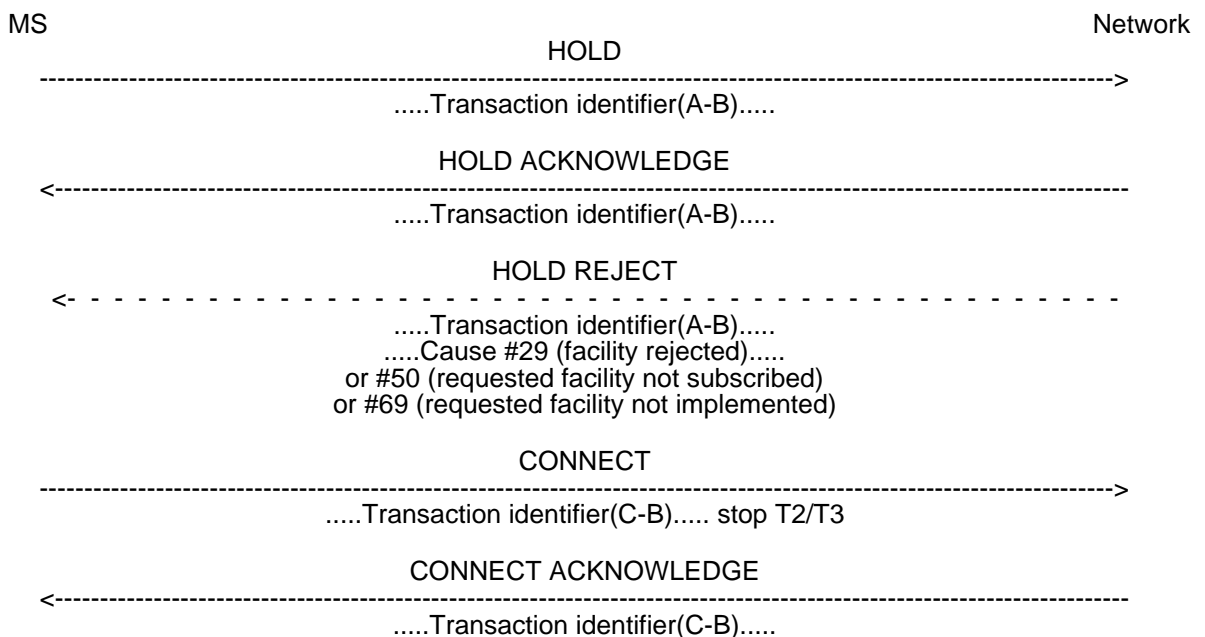 MS Network
HOLD
------------------------------------------------------------------------------------------------------------------------>
.....Transaction identifier(A-B).....
HOLD ACKNOWLEDGE
<------------------------------------------------------------------------------------------------------------------------
.....Transaction identifier(A-B).....
HOLD REJECT
<- - - - - - - - - - - - - - - - - - - - - - - - - - - - - - - - - - - - - - - - - - - -
.....Transaction identifier(A-B).....
.....Cause #29 (facility rejected).....
or #50 (requested facility not subscribed)
or #69 (requested facility not implemented)
CONNECT
------------------------------------------------------------------------------------------------------------------------>
.....Transaction identifier(C-B)..... stop T2/T3
CONNECT ACKNOWLEDGE
<------------------------------------------------------------------------------------------------------------------------
.....Transaction identifier(C-B).....